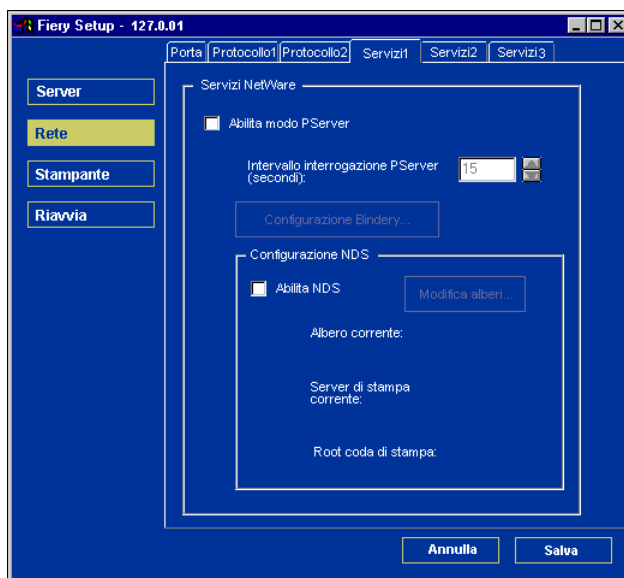 Fiery Setup - 127.0.01
Porta Protocollo1 Protocollo2 Servizi1 Servizi2 Servizi3
Server
Rete
Stampante
Riavvia
Servizi NetWare
Abilita modo PServer
Intervallo interrogazione PServer
(secondi):
15
Configurazione Bindery...
Configurazione NDS
Abilita NDS
Modifica alberi...
Albero corrente:
Server di stampa
corrente:
Root coda di stampa:
Annulla
Salva